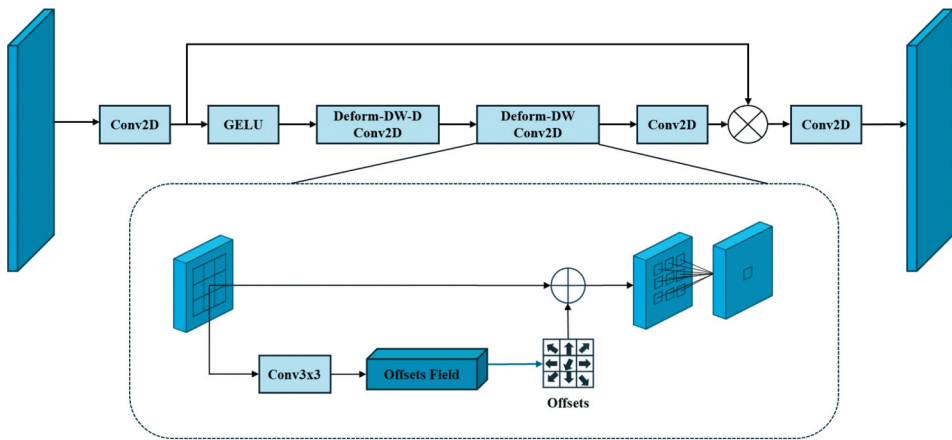 Conv2D
GELU
Deform-DW-D
Conv2D
Deform-DW
Conv2D
Conv2D
Conv2D
Conv3x3
Offsets Field
Offsets